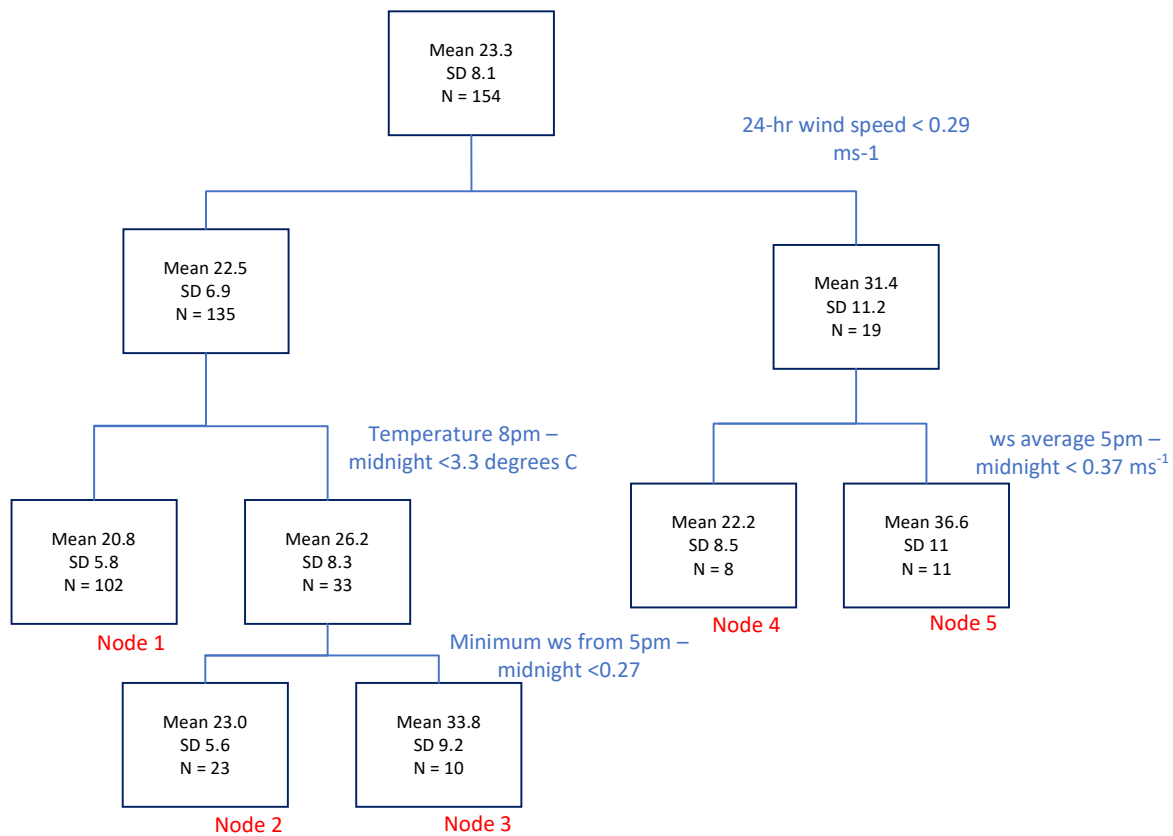 Mean 23.3
SD 8.1
N = 154
24-hr wind speed < 0.29
ms-1
Mean 22.5
SD 6.9
N = 135
Mean 31.4
SD 11.2
N = 19
Temperature 8pm –
midnight <3.3 degrees C
ws average 5pm –
midnight < 0.37 ms⁻¹
Mean 20.8
SD 5.8
N = 102
Mean 26.2
SD 8.3
N = 33
Mean 22.2
SD 8.5
N = 8
Mean 36.6
SD 11
N = 11
Node 1
Node 4
Node 5
Minimum ws from 5pm –
midnight <0.27
Mean 23.0
SD 5.6
N = 23
Mean 33.8
SD 9.2
N = 10
Node 2
Node 3